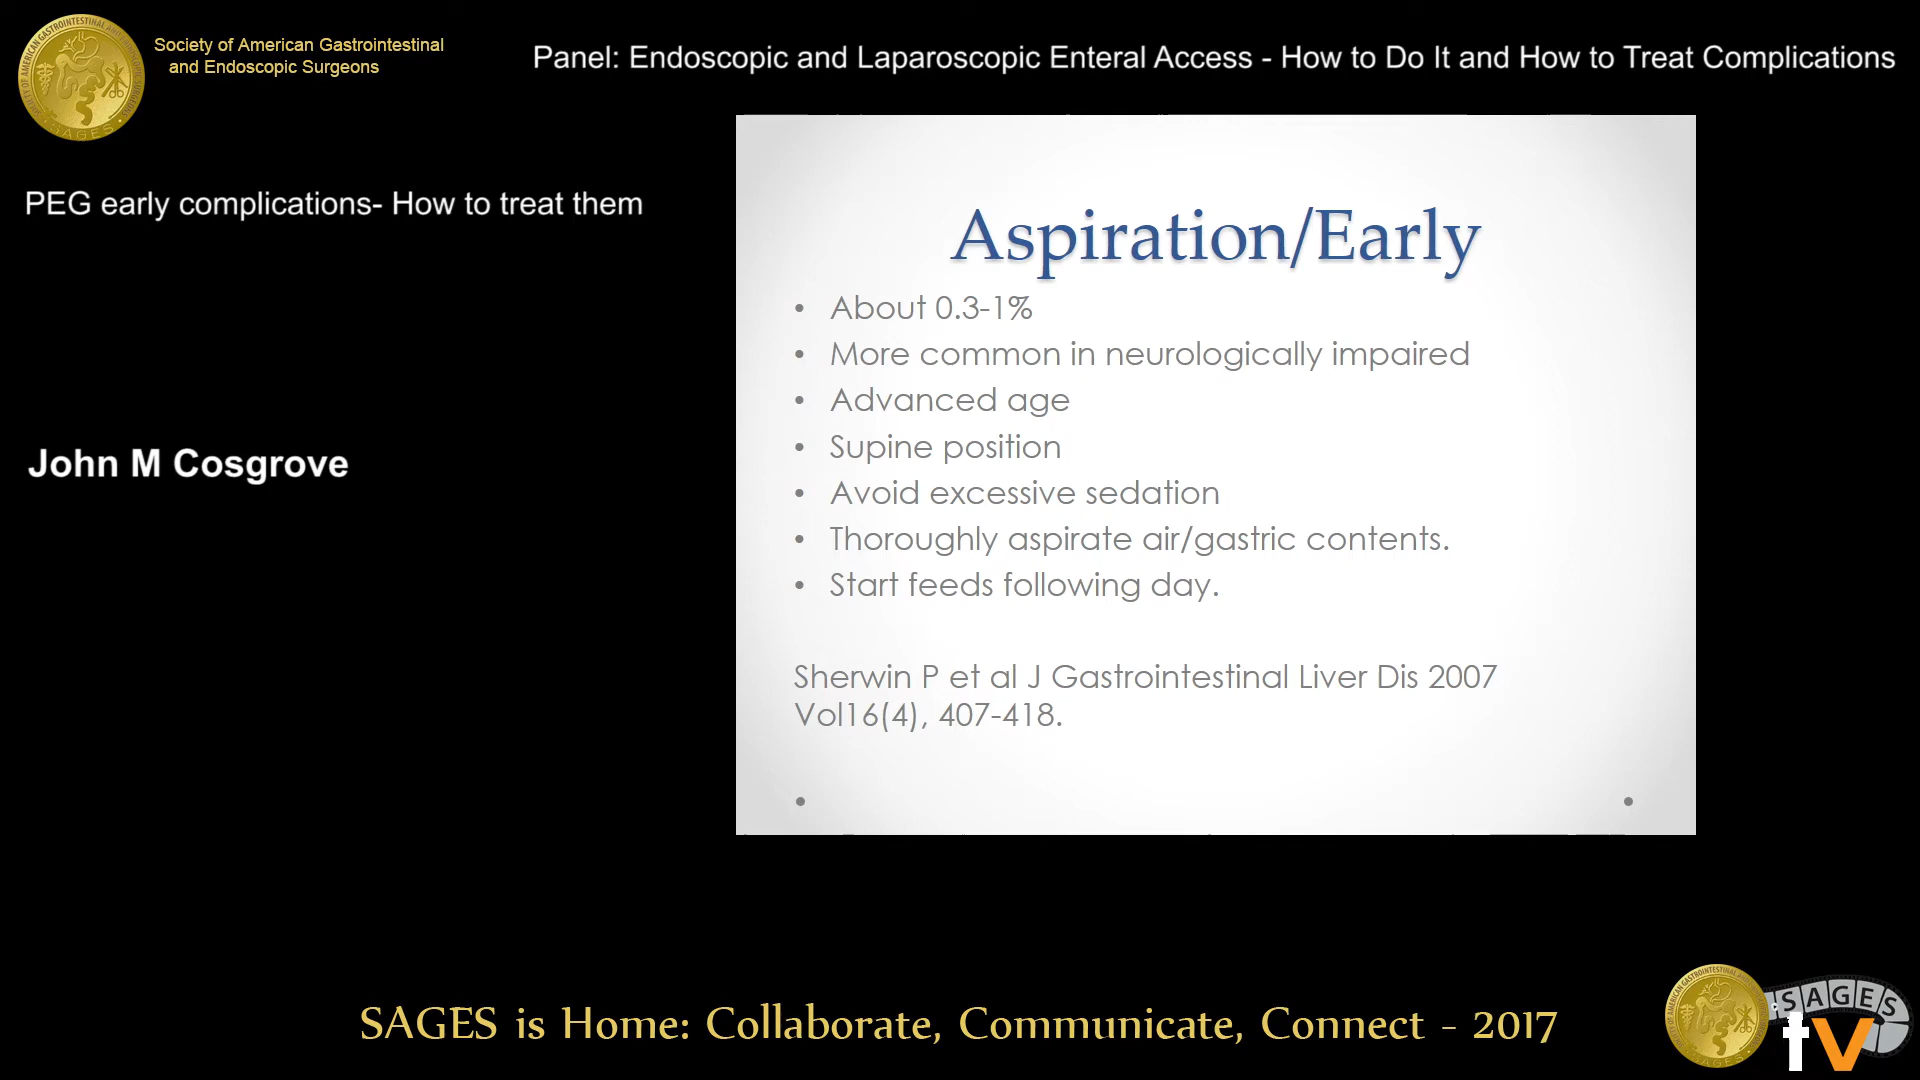 Society of American Gastrointestinal
and Endoscopic Surgeons
Panel: Endoscopic and Laparoscopic Enteral Access - How to Do It and How to Treat Complications
PEG early complications- How to treat them
John M Cosgrove
Aspiration/Early
• About 0.3-1%
• More common in neurologically impaired
• Advanced age
• Supine position
• Avoid excessive sedation
• Thoroughly aspirate air/gastric contents.
• Start feeds following day.
Sherwin P et al J Gastrointestinal Liver Dis 2007
Vol16(4), 407-418.
SAGES is Home: Collaborate, Communicate, Connect - 2017
SAGES
tv
SAGES